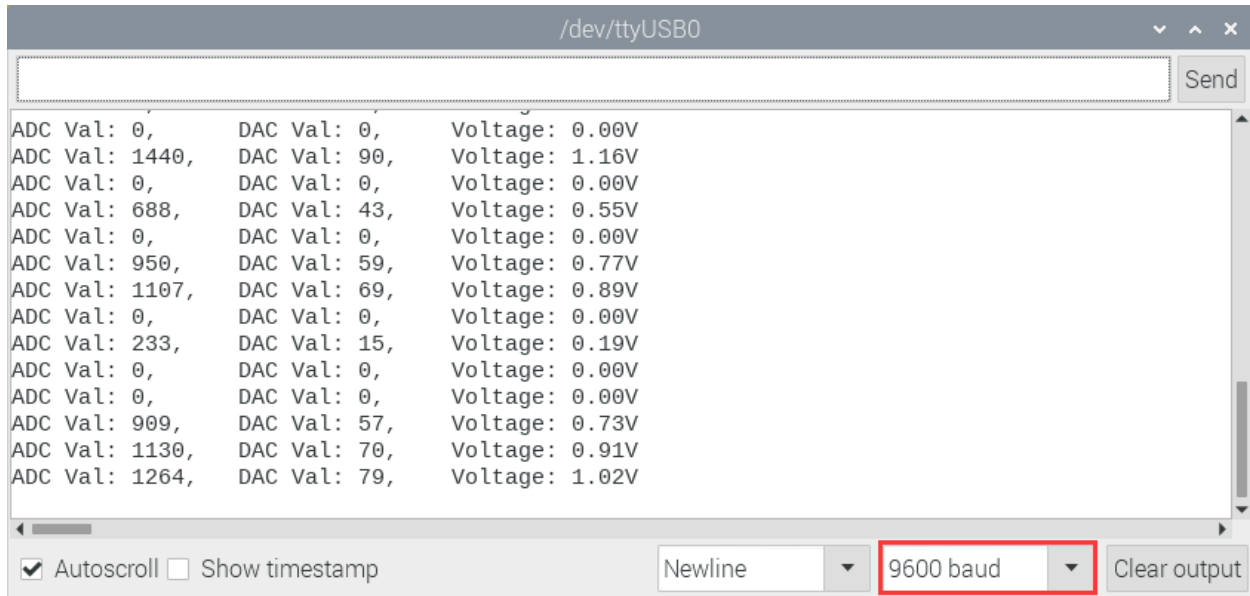 /dev/ttyUSB0
Send
ADC Val: 0, DAC Val: 0, Voltage: 0.00V
ADC Val: 1440, DAC Val: 90, Voltage: 1.16V
ADC Val: 0, DAC Val: 0, Voltage: 0.00V
ADC Val: 688, DAC Val: 43, Voltage: 0.55V
ADC Val: 0, DAC Val: 0, Voltage: 0.00V
ADC Val: 950, DAC Val: 59, Voltage: 0.77V
ADC Val: 1107, DAC Val: 69, Voltage: 0.89V
ADC Val: 0, DAC Val: 0, Voltage: 0.00V
ADC Val: 233, DAC Val: 15, Voltage: 0.19V
ADC Val: 0, DAC Val: 0, Voltage: 0.00V
ADC Val: 0, DAC Val: 0, Voltage: 0.00V
ADC Val: 909, DAC Val: 57, Voltage: 0.73V
ADC Val: 1130, DAC Val: 70, Voltage: 0.91V
ADC Val: 1264, DAC Val: 79, Voltage: 1.02V
Autoscroll Show timestamp Newline 9600 baud Clear output